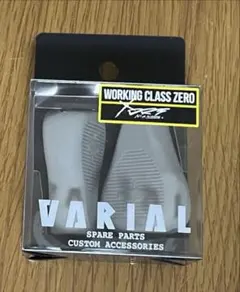 WORKING CLASS ZERO
VARIAL
SPARE PARTS
CUSTOM ACCESSORIES